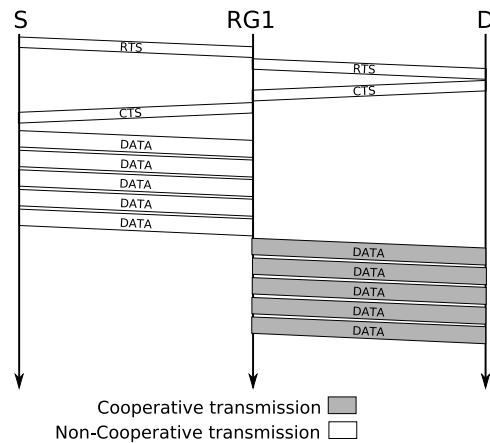 S RG1 D
RTS
RTS
CTS
CTS
DATA
DATA
DATA
DATA
DATA
DATA
DATA
DATA
DATA
DATA
Cooperative transmission
Non-Cooperative transmission